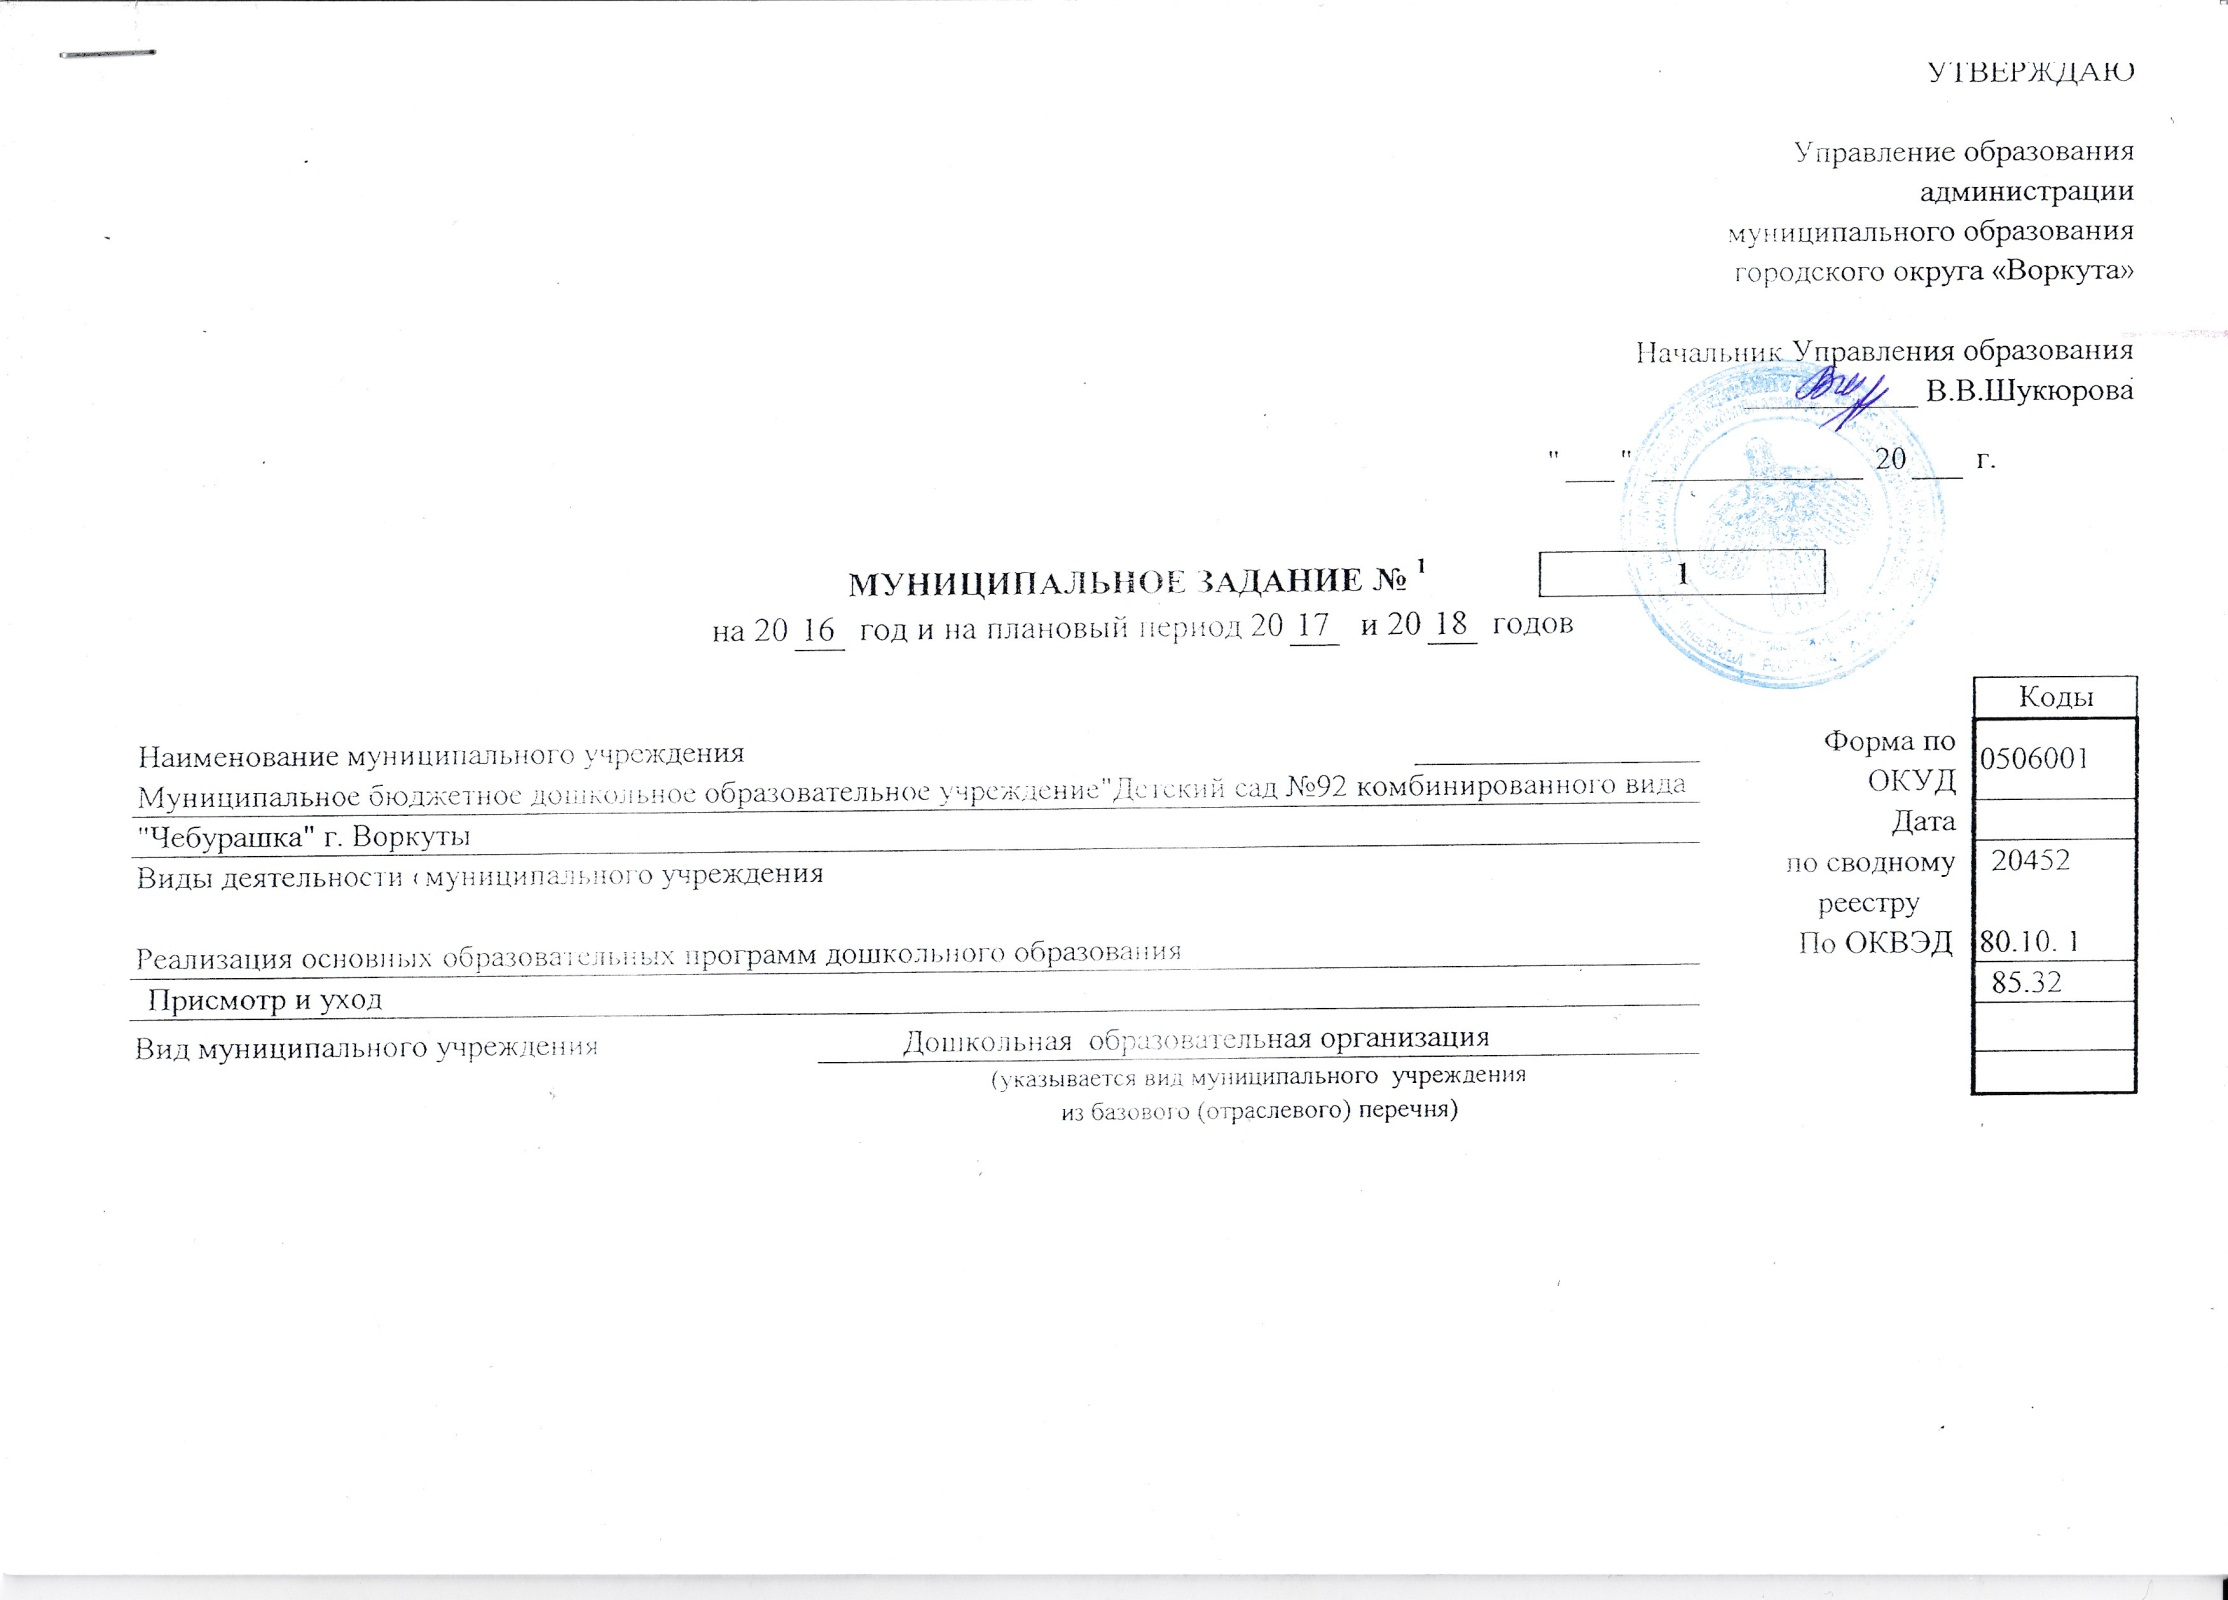 УТВЕРЖДАЮ
Управление образования
администрации
муниципального образования
городского округа «Воркута»
Начальник Управления образования
__________ В.В.Шукюрова
"___" ____________ 20 ___ г.
МУНИЦИПАЛЬНОЕ ЗАДАНИЕ № 1
1
на 20 16 год и на плановый период 20 17 и 20 18 годов
Коды
Наименование муниципального учреждения
Форма по
ОКУД
0506001
Муниципальное бюджетное дошкольное образовательное учреждение"Детский сад №92 комбинированного вида
"Чебурашка" г. Воркуты
Дата
Виды деятельности муниципального учреждения
по сводному
реестру
20452
Реализация основных образовательных программ дошкольного образования
По ОКВЭД
80.10. 1
Присмотр и уход
85.32
Вид муниципального учреждения
Дошкольная образовательная организация
(указывается вид муниципального учреждения
из базового (отраслевого) перечня)